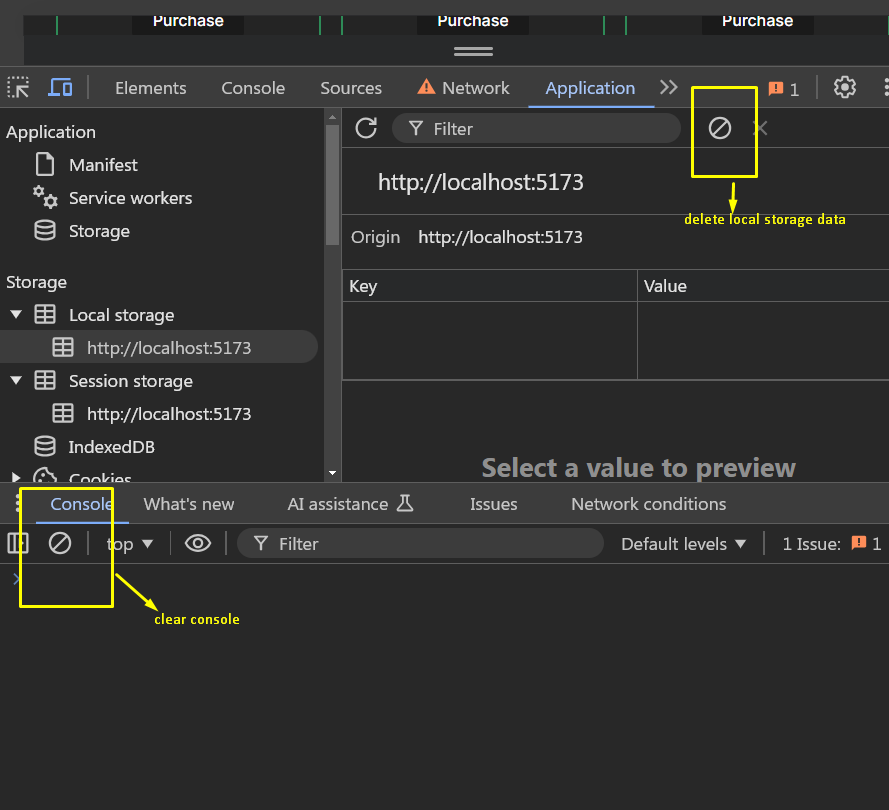 Purchase Purchase Purchase
Elements Console Sources Network Application 1
Application
Manifest
Service workers
Storage
Storage
Local storage
http://localhost:5173
Session storage
http://localhost:5173
IndexedDB
Cookies
Filter
http://localhost:5173
delete local storage data
Origin http://localhost:5173
Key Value
Select a value to preview
Console What's new AI assistance Issues Network conditions
top Filter Default levels 1 Issue: 1
clear console